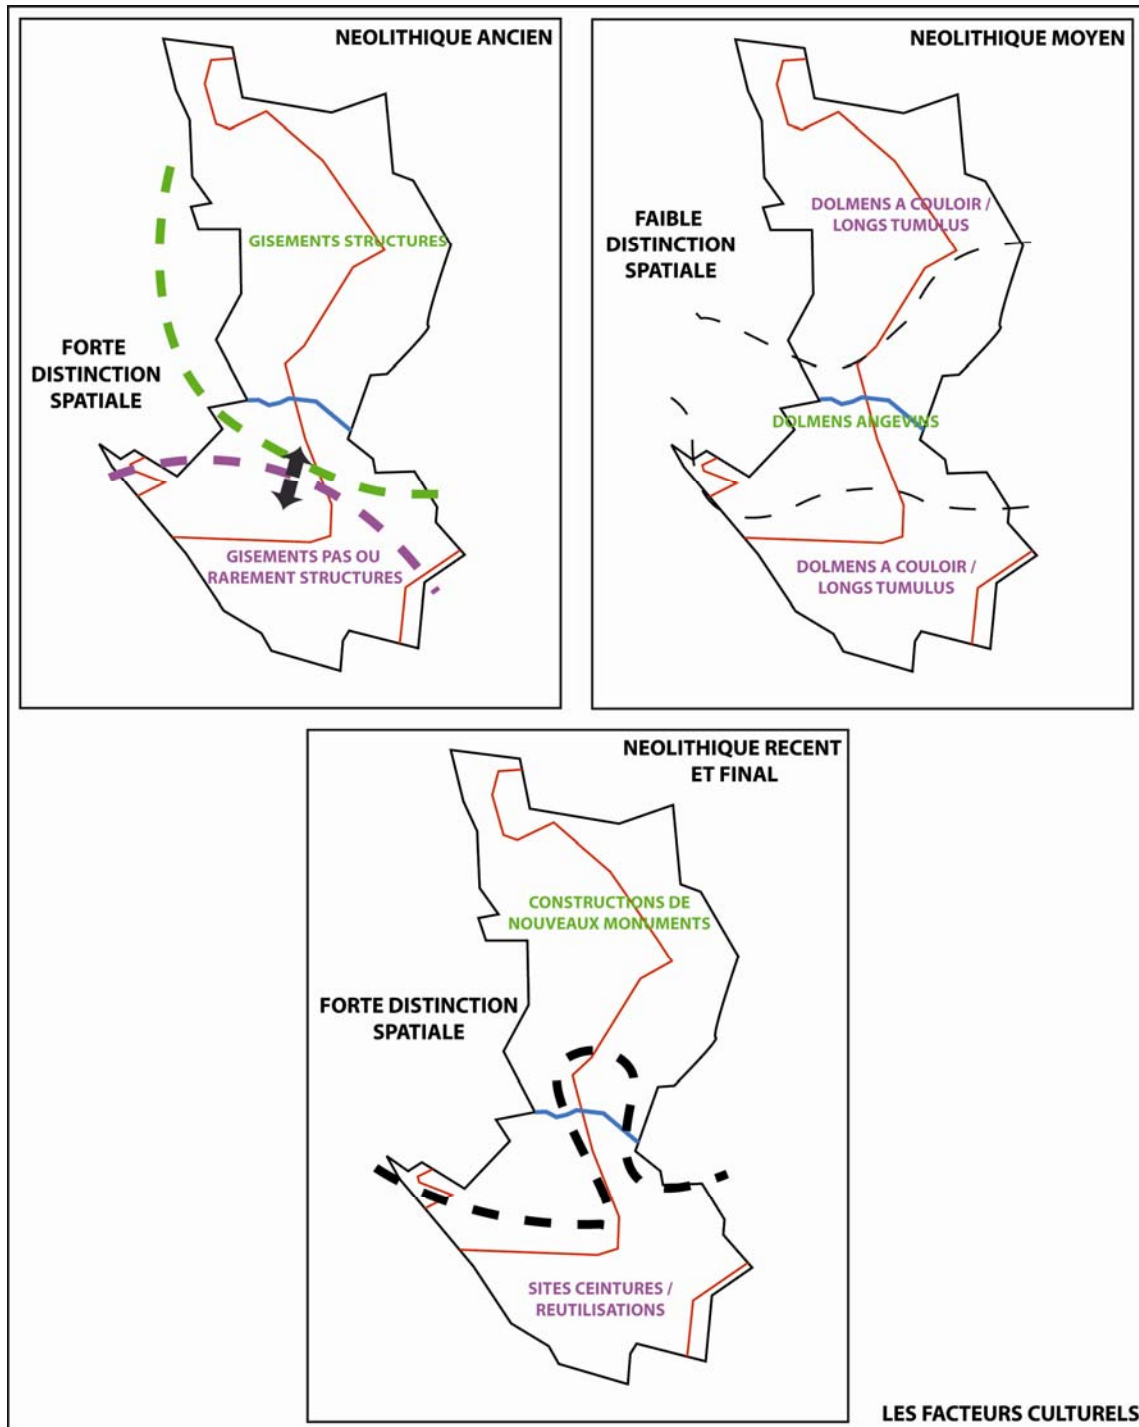 NEOLITHIQUE ANCIEN
GISEMENTS STRUCTURES
FORTE
DISTINCTION
SPATIALE
GISEMENTS PAS OU
RAREMENT STRUCTURES
NEOLITHIQUE MOYEN
DOLMENS A COULOIR /
LONGS TUMULUS
FAIBLE
DISTINCTION
SPATIALE
DOLMENS ANGEVINS
DOLMENS A COULOIR /
LONGS TUMULUS
NEOLITHIQUE RECENT
ET FINAL
CONSTRUCTIONS DE
NOUVEAUX MONUMENTS
FORTE DISTINCTION
SPATIALE
SITES CEINTURES /
REUTILISATIONS
LES FACTEURS CULTURELS